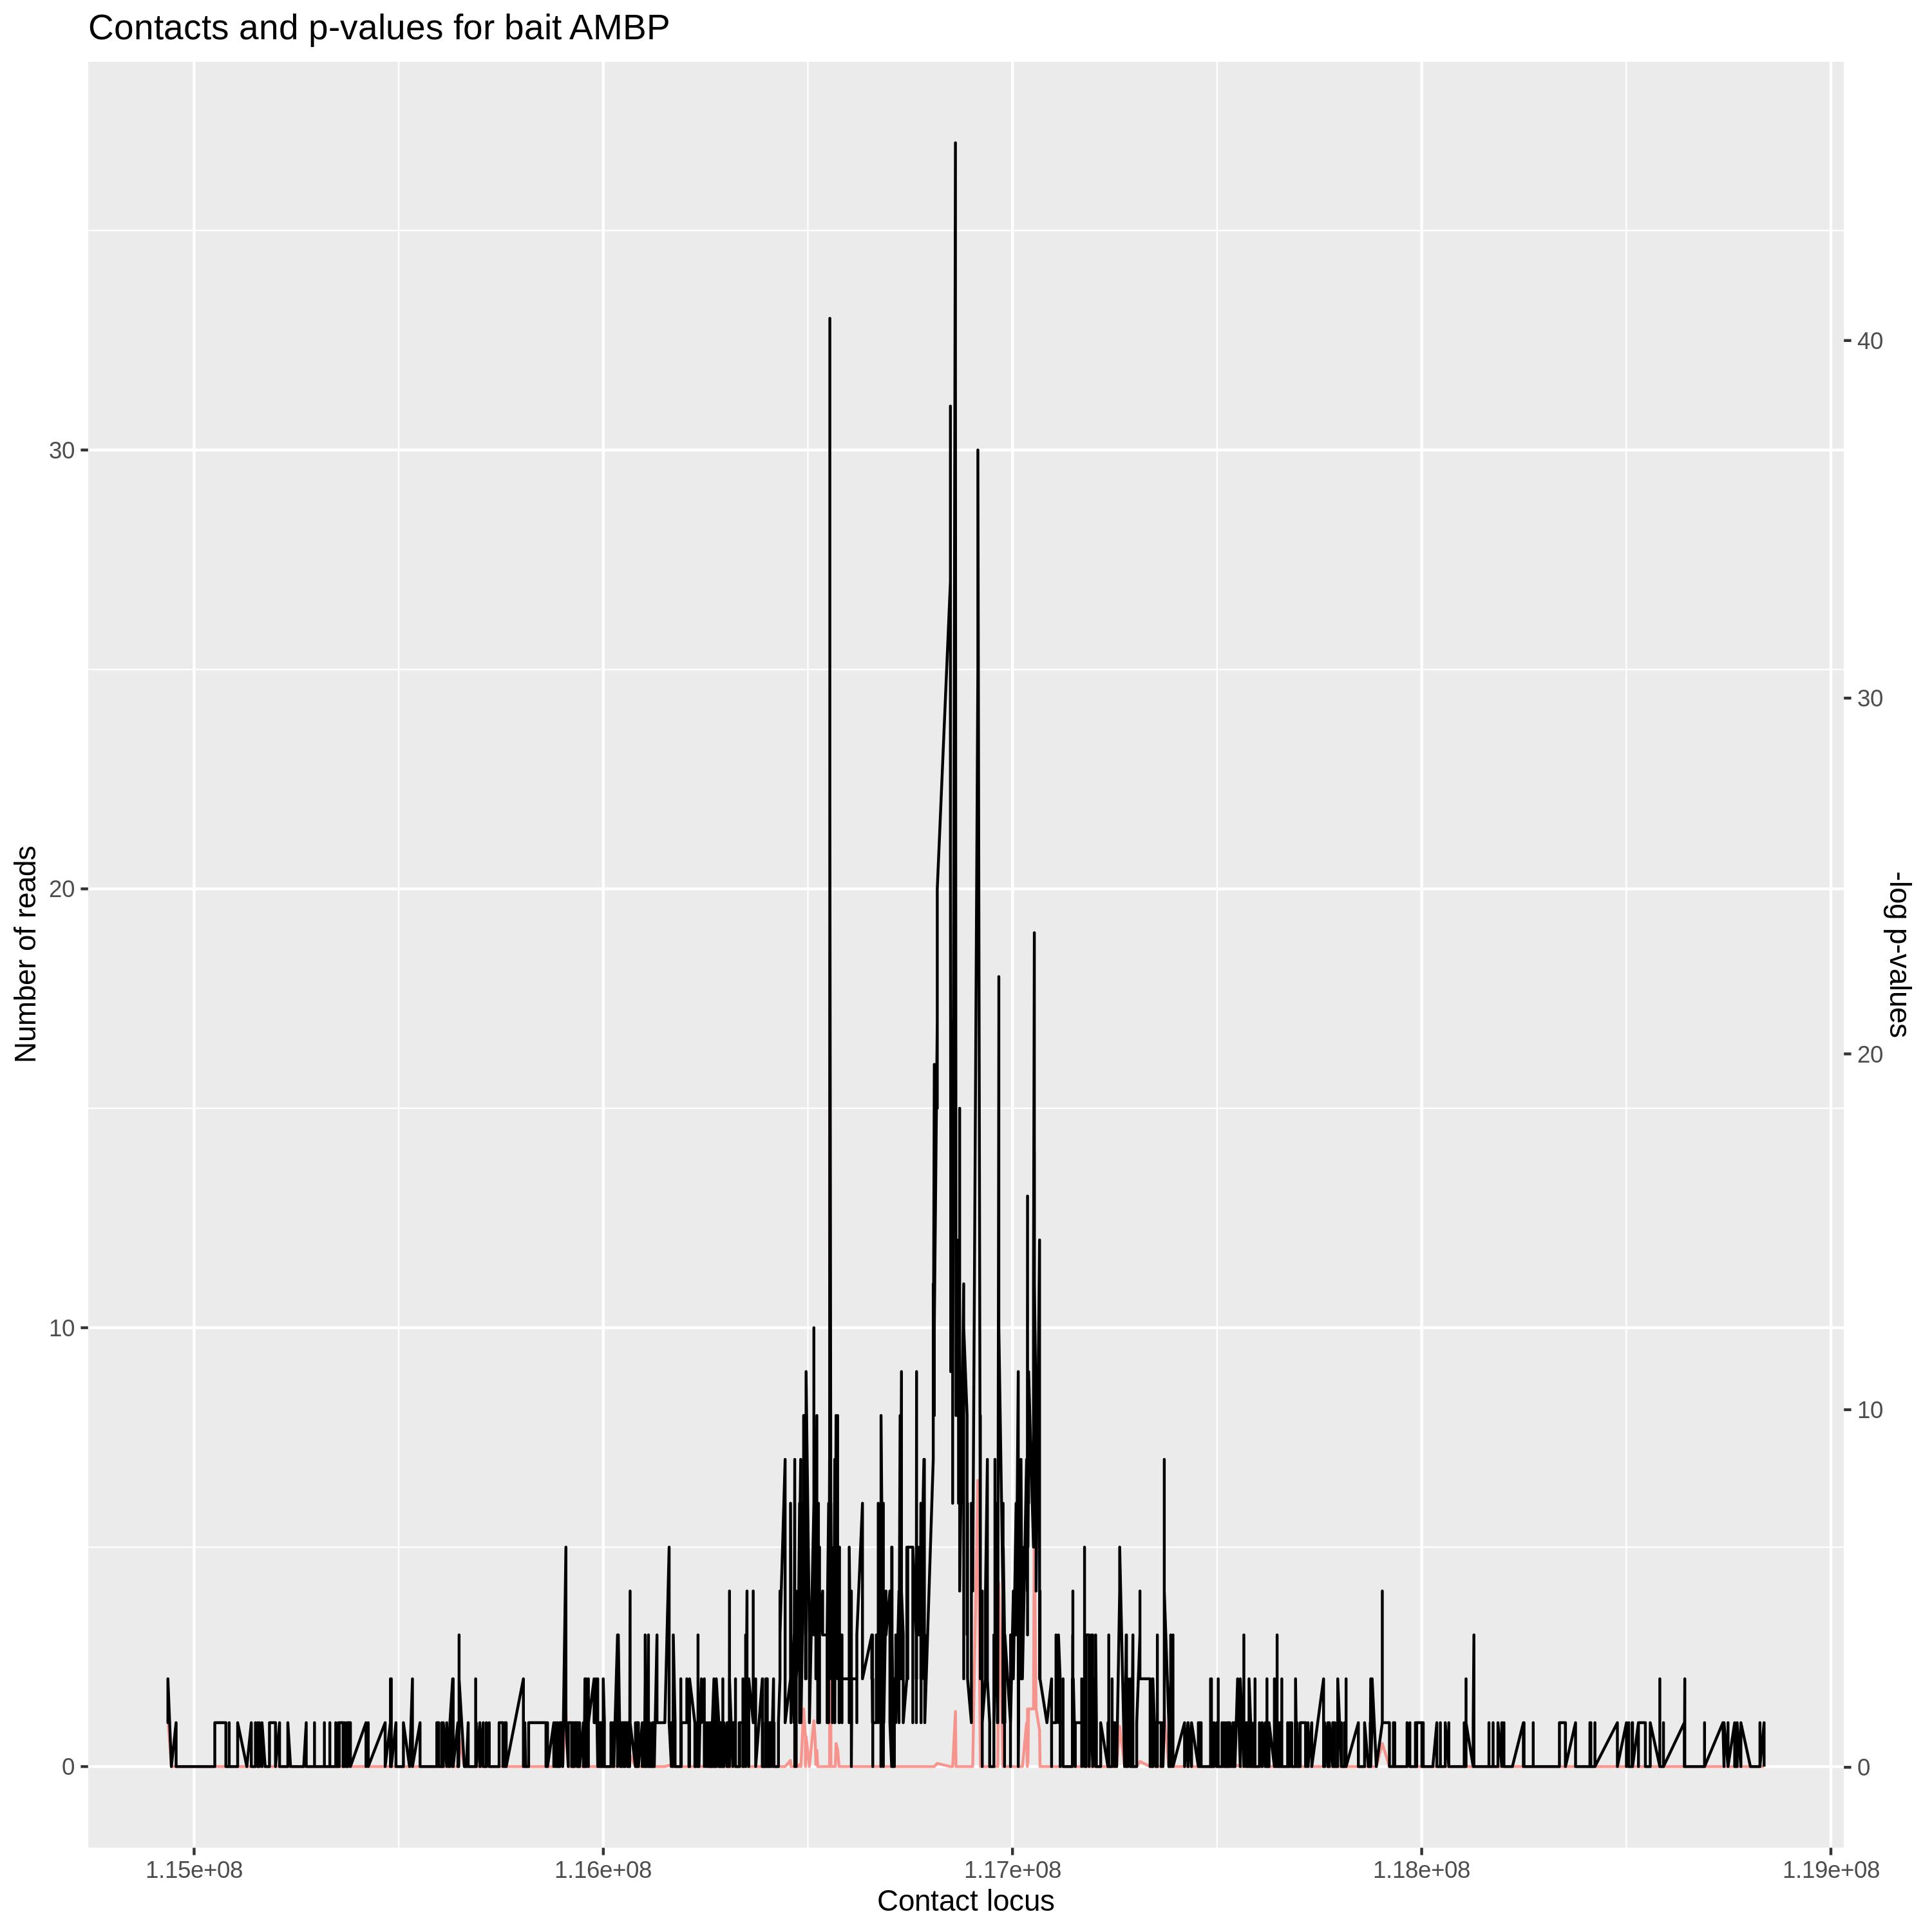 Contacts and p-values for bait AMBP
Number of reads
30
20
10
0
40
30
20
10
0
-log p-values
1.15e+08 1.16e+08 1.17e+08 1.18e+08 1.19e+08
Contact locus